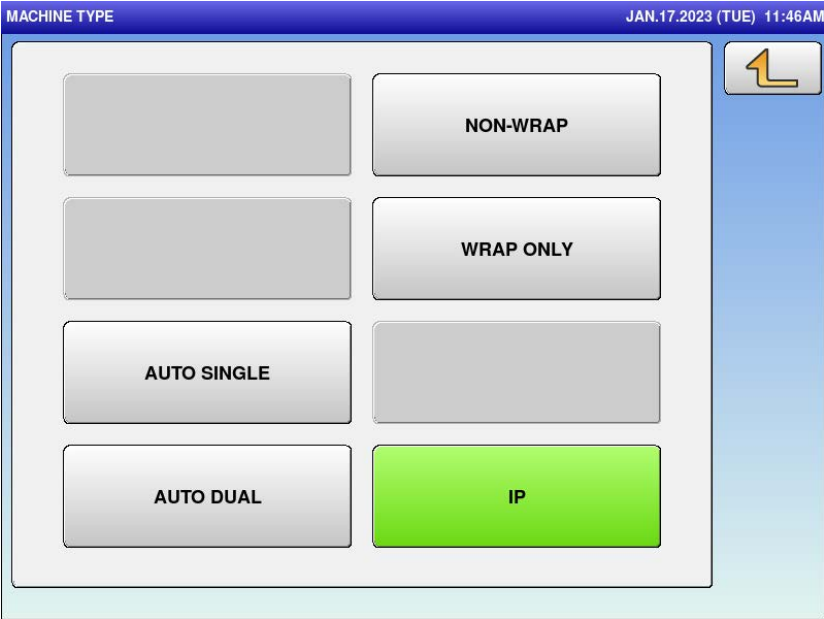 MACHINE TYPE JAN.17.2023 (TUE) 11:46AM
NON-WRAP
WRAP ONLY
AUTO SINGLE
AUTO DUAL IP